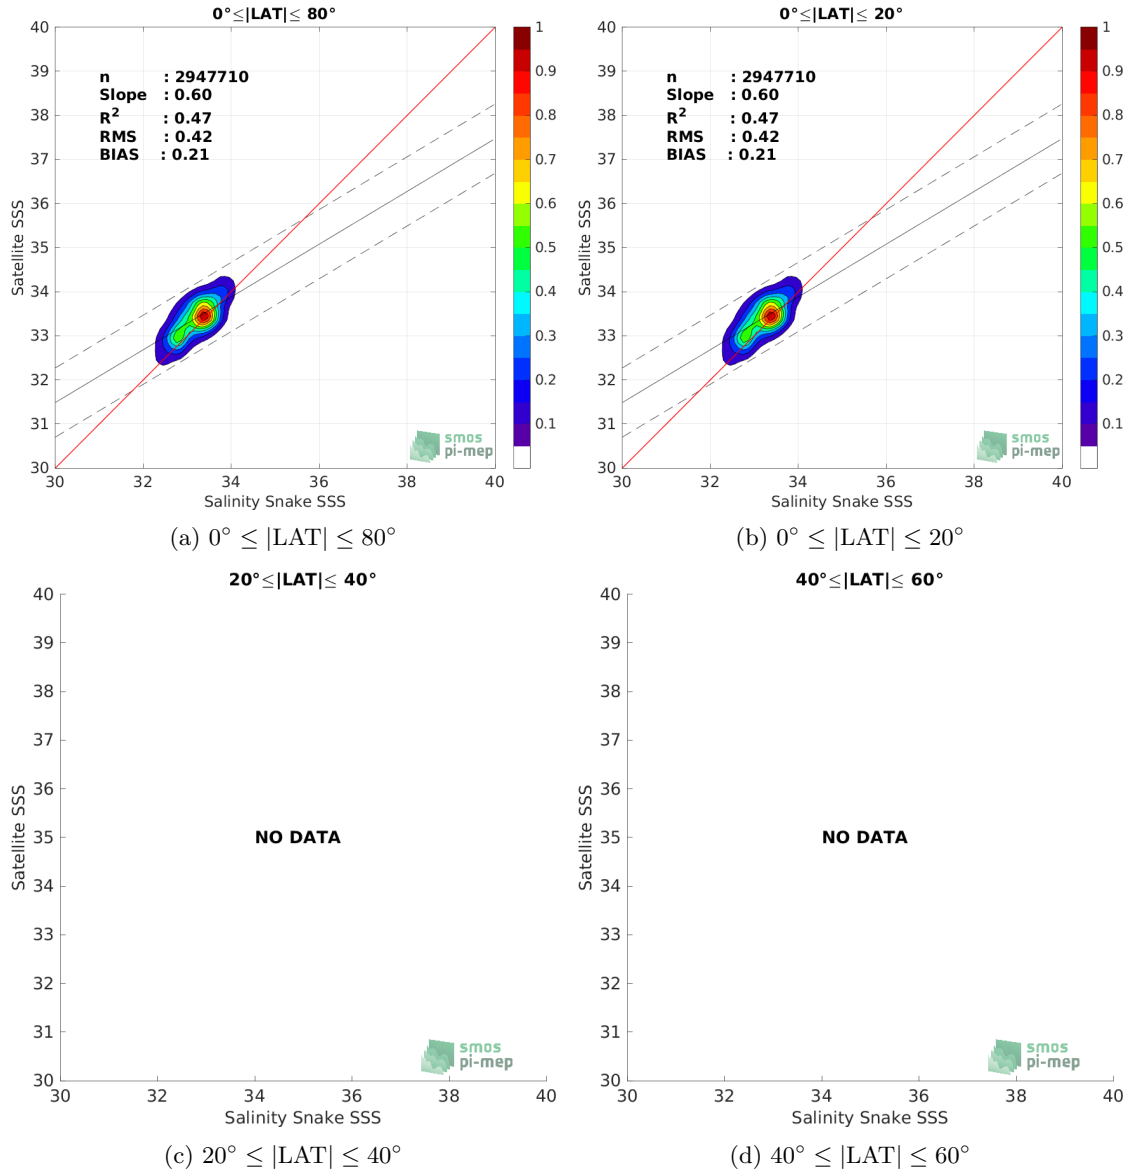 0°≤|LAT|≤ 80°
40
39
38
37
36
35
34
33
32
31
30
Satellite SSS
n : 2947710
Slope : 0.60
R² : 0.47
RMS : 0.42
BIAS : 0.21
smos
pi-mep
30 32 34 36 38 40
Salinity Snake SSS
1
0.9
0.8
0.7
0.6
0.5
0.4
0.3
0.2
0.1
(a) 0° ≤ |LAT| ≤ 80°
0°≤|LAT|≤ 20°
40
39
38
37
36
35
34
33
32
31
30
Satellite SSS
n : 2947710
Slope : 0.60
R² : 0.47
RMS : 0.42
BIAS : 0.21
smos
pi-mep
30 32 34 36 38 40
Salinity Snake SSS
1
0.9
0.8
0.7
0.6
0.5
0.4
0.3
0.2
0.1
(b) 0° ≤ |LAT| ≤ 20°
20°≤|LAT|≤ 40°
40
39
38
37
36
35
34
33
32
31
30
Satellite SSS
NO DATA
smos
pi-mep
30 32 34 36 38 40
Salinity Snake SSS
(c) 20° ≤ |LAT| ≤ 40°
40°≤|LAT|≤ 60°
40
39
38
37
36
35
34
33
32
31
30
Satellite SSS
NO DATA
smos
pi-mep
30 32 34 36 38 40
Salinity Snake SSS
(d) 40° ≤ |LAT| ≤ 60°